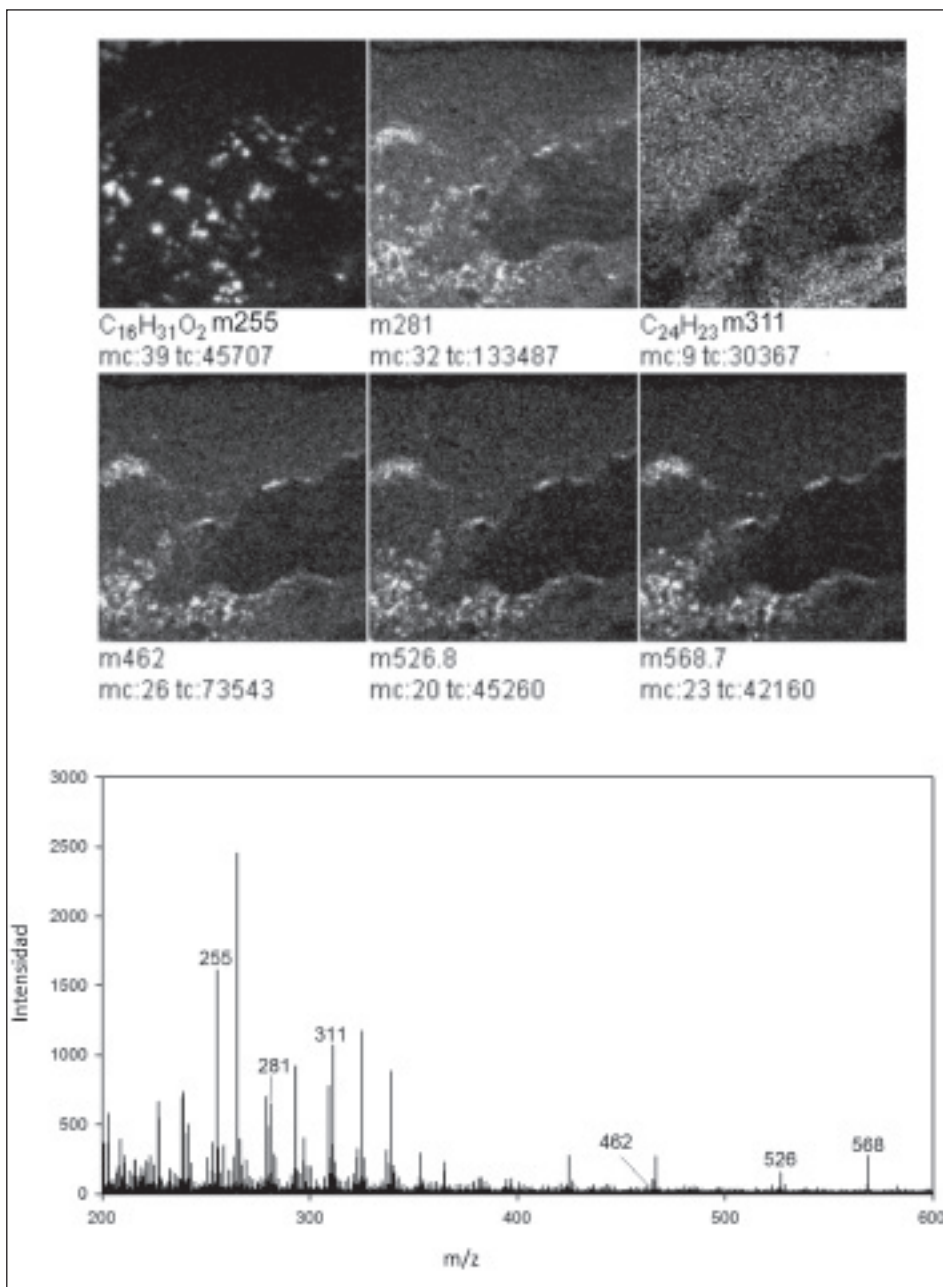 C₁₆H₃₁O₂ m255
mc:39 tc:45707
m281
mc:32 tc:133487
C₂₄H₂₃ m311
mc:9 tc:30367
m462
mc:26 tc:73543
m526.8
mc:20 tc:45260
m568.7
mc:23 tc:42160
3000
2500
2000
1500
1000
500
0
Intensidad
255
281
311
462
526
568
200
300
400
500
600
m/z